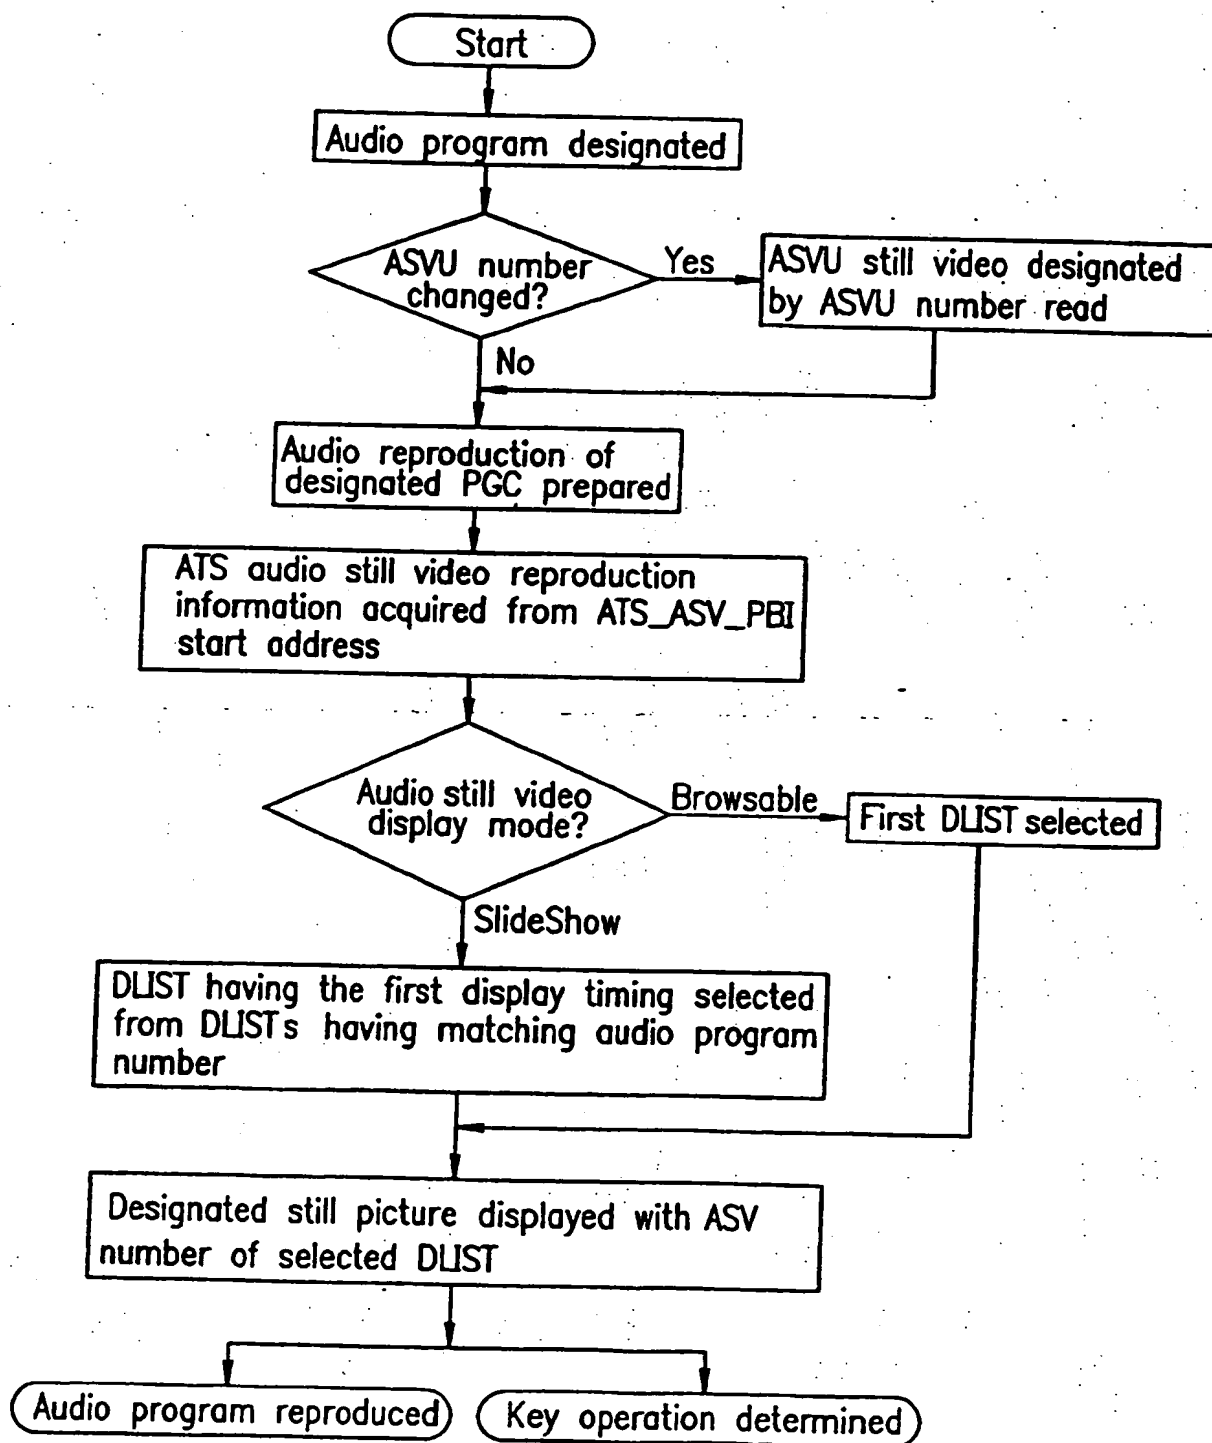 Start
Audio program designated
ASVU number
changed?
Yes
ASVU still video designated
by ASVU number read
No
Audio reproduction of
designated PGC prepared
ATS audio still video reproduction
information acquired from ATS_ASV_PBI
start address
Audio still video
display mode?
Browsable
First DLIST selected
SlideShow
DLIST having the first display timing selected
from DLISTs having matching audio program
number
Designated still picture displayed with ASV
number of selected DLIST
Audio program reproduced
Key operation determined